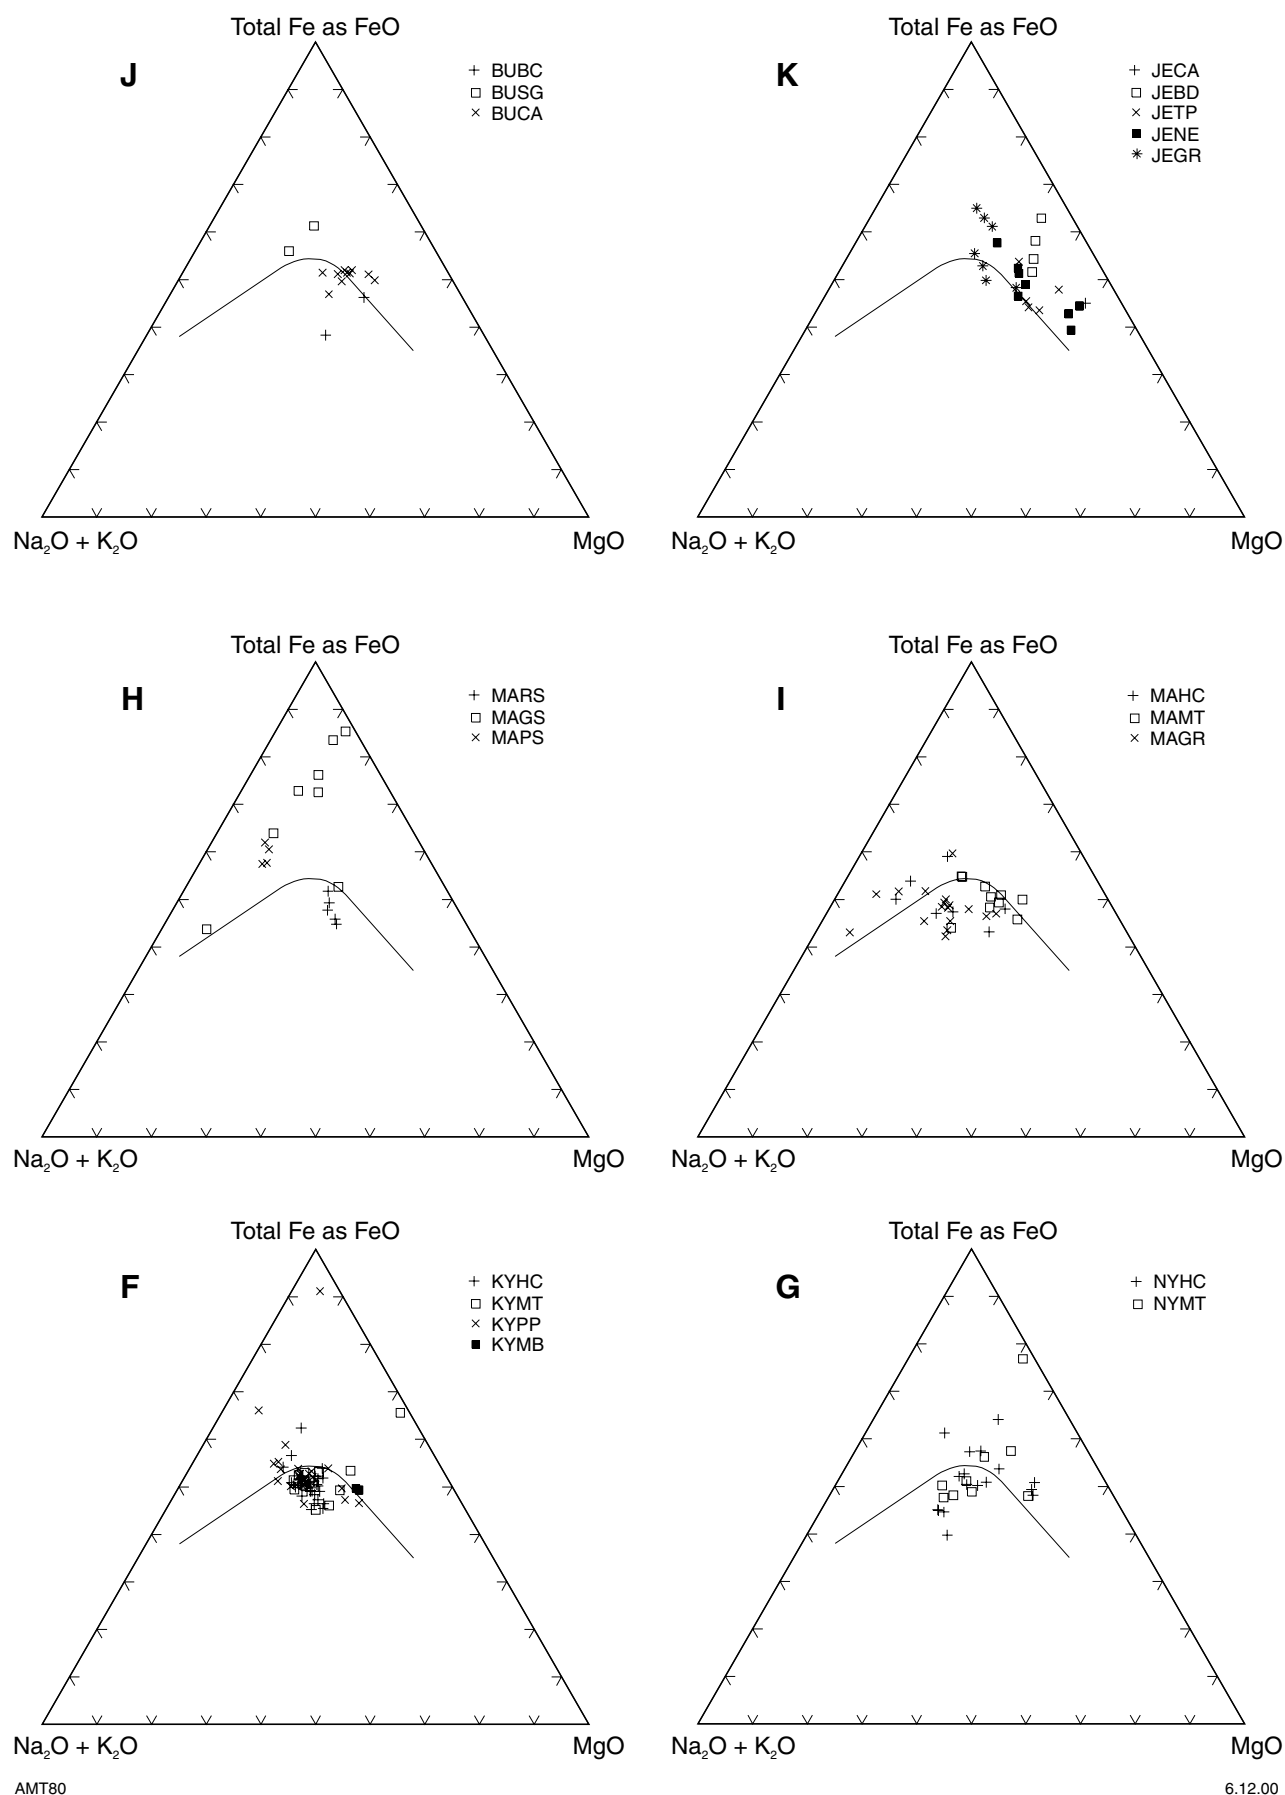 Total Fe as FeO
J
BUBC
BUSG
BUCA
Na₂O + K₂O
MgO
Total Fe as FeO
K
JECA
JEBD
JETP
JENE
JEGR
Na₂O + K₂O
MgO
Total Fe as FeO
H
MARS
MAGS
MAPS
Na₂O + K₂O
MgO
Total Fe as FeO
I
MAHC
MAMT
MAGR
Na₂O + K₂O
MgO
Total Fe as FeO
F
KYHC
KYMT
KYPP
KYMB
Na₂O + K₂O
MgO
Total Fe as FeO
G
NYHC
NYMT
Na₂O + K₂O
MgO
AMT80
6.12.00